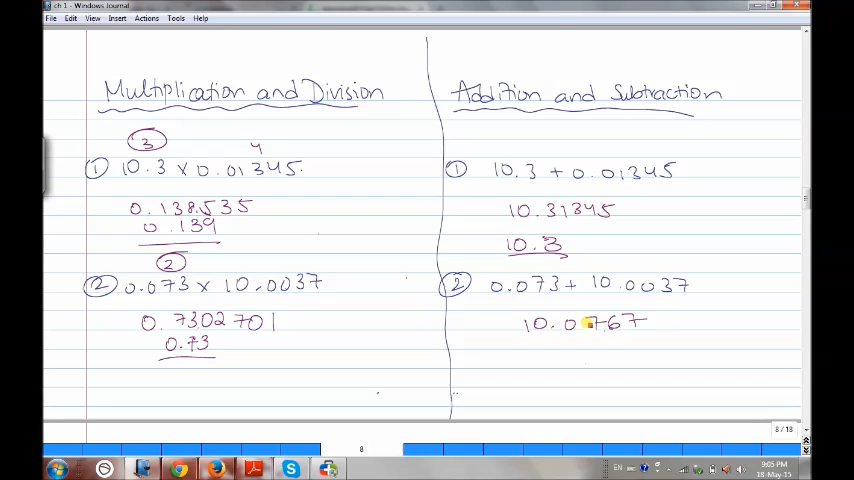 ch 1 - Windows Journal
File Edit View Insert Actions Tools Help
Multiplication and Division
3
4
① 10.3 x 0.01345.
0.138535
0.139
2
② 0.073 x 10.0037
0.7302701
0.73
Addition and Subtraction
① 10.3 + 0.01345
10.31345
10.3
② 0.073 + 10.0037
10.0767
8 / 18
8
EN
9:05 PM
18-May-15